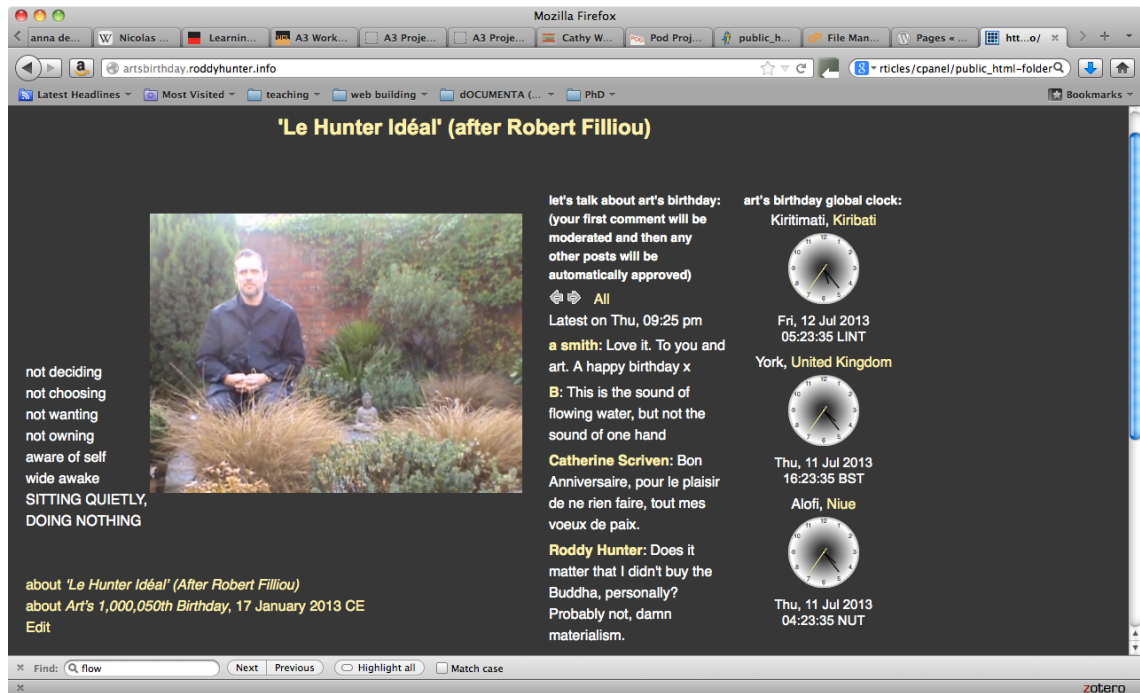 Mozilla Firefox
anna de...
Nicolas ...
Learnin...
A3 Work...
A3 Proje...
A3 Proje...
Cathy W...
Pod Proj...
public_h...
File Man...
Pages « ...
htt...o/
artsbirthday.roddyhunter.info
rticles/cpanel/public_html-folder
Latest Headlines
Most Visited
teaching
web building
dOCUMENTA (...
PhD
Bookmarks
'Le Hunter Idéal' (after Robert Filliou)
not deciding
not choosing
not wanting
not owning
aware of self
wide awake
SITTING QUIETLY,
DOING NOTHING
about 'Le Hunter Idéal' (After Robert Filliou)
about Art's 1,000,050th Birthday, 17 January 2013 CE
Edit
let's talk about art's birthday:
(your first comment will be
moderated and then any
other posts will be
automatically approved)
All
Latest on Thu, 09:25 pm
a smith: Love it. To you and
art. A happy birthday x
B: This is the sound of
flowing water, but not the
sound of one hand
Catherine Scriven: Bon
Anniversaire, pour le plaisir
de ne rien faire, tout mes
voeux de paix.
Roddy Hunter: Does it
matter that I didn't buy the
Buddha, personally?
Probably not, damn
materialism.
art's birthday global clock:
Kiritimati, Kiribati
Fri, 12 Jul 2013
05:23:35 LINT
York, United Kingdom
Thu, 11 Jul 2013
16:23:35 BST
Alofi, Niue
Thu, 11 Jul 2013
04:23:35 NUT
Find: flow
Next
Previous
Highlight all
Match case
zotero